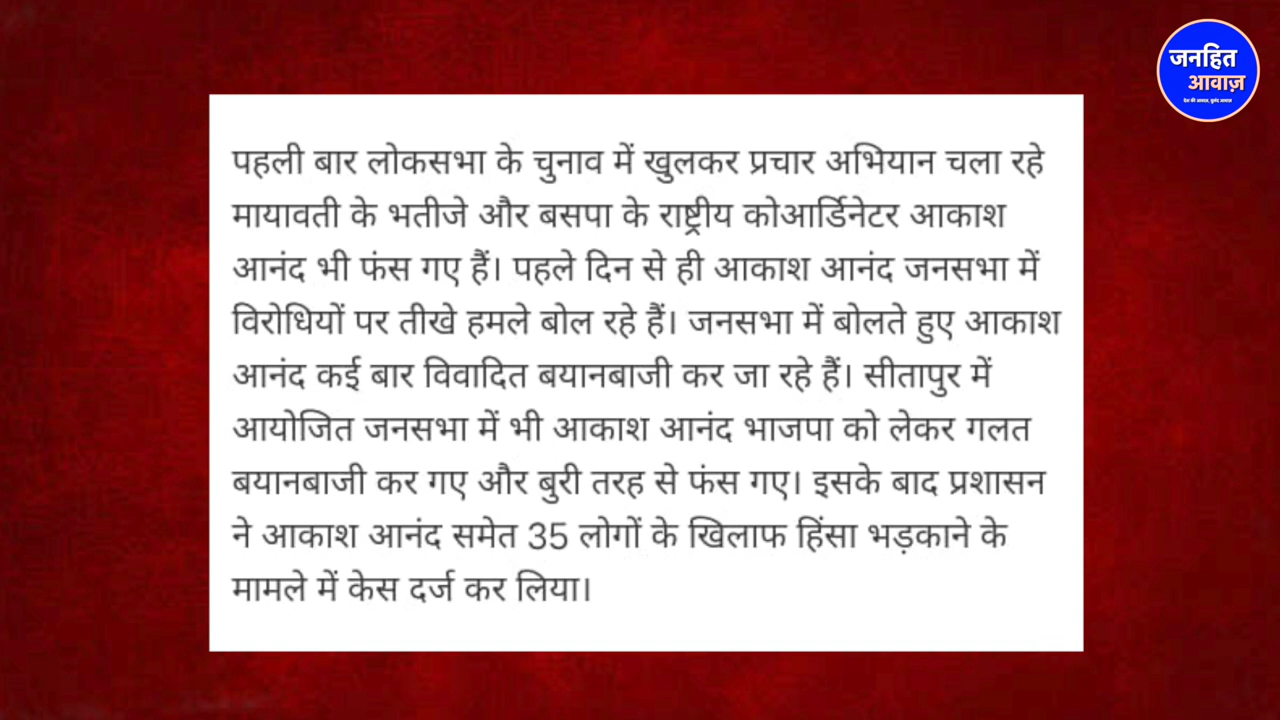 जनहित
आवाज़
पहली बार लोकसभा के चुनाव में खुलकर प्रचार अभियान चला रहे
मायावती के भतीजे और बसपा के राष्ट्रीय कोआर्डिनेटर आकाश
आनंद भी फंस गए हैं। पहले दिन से ही आकाश आनंद जनसभा में
विरोधियों पर तीखे हमले बोल रहे हैं। जनसभा में बोलते हुए आकाश
आनंद कई बार विवादित बयानबाजी कर जा रहे हैं। सीतापुर में
आयोजित जनसभा में भी आकाश आनंद भाजपा को लेकर गलत
बयानबाजी कर गए और बुरी तरह से फंस गए। इसके बाद प्रशासन
ने आकाश आनंद समेत 35 लोगों के खिलाफ हिंसा भड़काने के
मामले में केस दर्ज कर लिया।